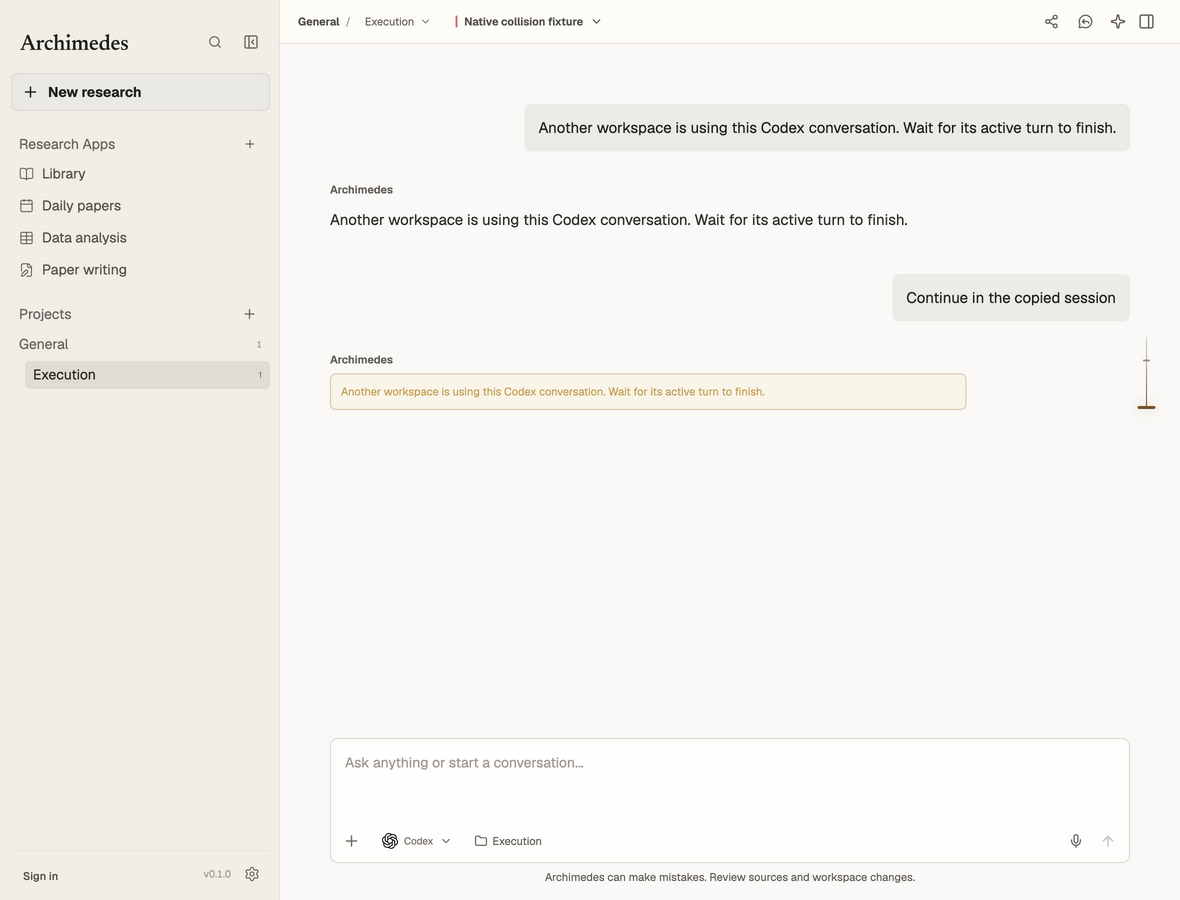 Archimedes
New research
Research Apps
Library
Daily papers
Data analysis
Paper writing
Projects
General 1
Execution 1
Sign in v0.1.0
General / Execution Native collision fixture
Another workspace is using this Codex conversation. Wait for its active turn to finish.
Archimedes
Another workspace is using this Codex conversation. Wait for its active turn to finish.
Continue in the copied session
Archimedes
Another workspace is using this Codex conversation. Wait for its active turn to finish.
Ask anything or start a conversation...
Codex Execution
Archimedes can make mistakes. Review sources and workspace changes.